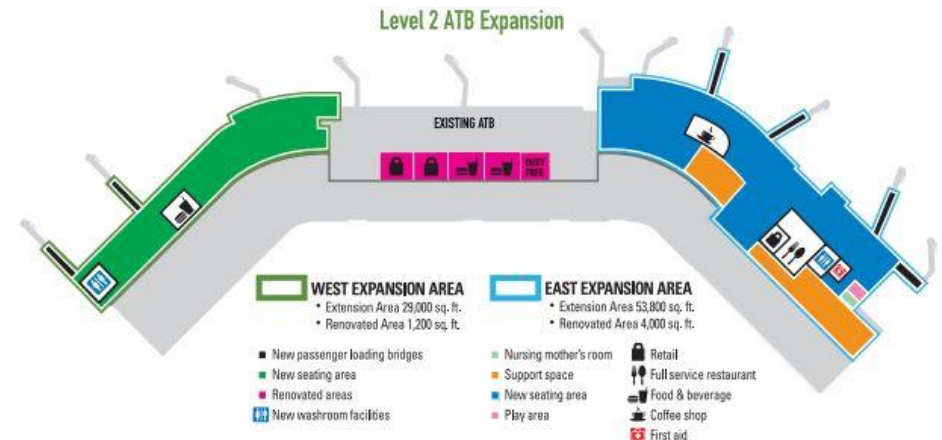 Level 2 ATB Expansion
EXISTING ATB
DUTY
FREE
WEST EXPANSION AREA
• Extension Area 29,000 sq. ft.
• Renovated Area 1,200 sq. ft.
New passenger loading bridges
New seating area
Renovated areas
New washroom facilities
EAST EXPANSION AREA
• Extension Area 53,800 sq. ft.
• Renovated Area 4,000 sq. ft.
Nursing mother's room
Support space
New seating area
Play area
Retail
Full service restaurant
Food & beverage
Coffee shop
First aid